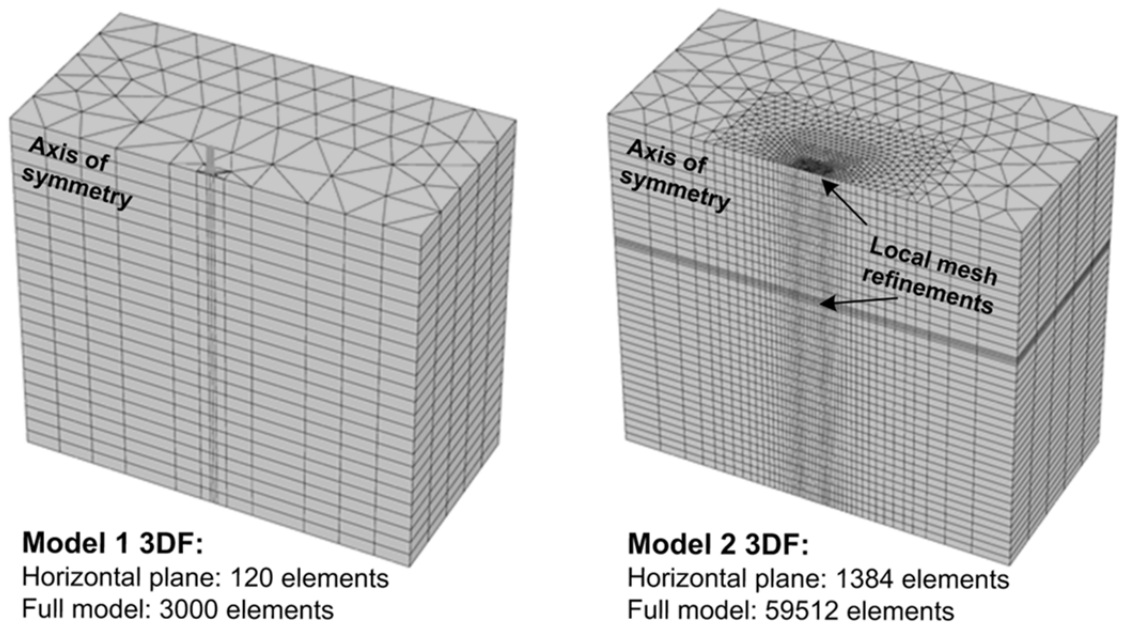 Axis of
symmetry
Model 1 3DF:
Horizontal plane: 120 elements
Full model: 3000 elements
Axis of
symmetry
Local mesh
refinements
Model 2 3DF:
Horizontal plane: 1384 elements
Full model: 59512 elements